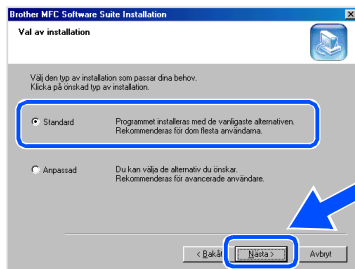 Brother MFC Software Suite Installation
Val av installation
Välj den typ av installation som passar dina behov.
Klicka på önskad typ av installation.
Standard Programmet installeras med de vanligaste alternativen.
Rekommenderas för dom flesta användarna.
Anpassad Du kan välja de alternativ du önskar.
Rekommenderas för avancerade användare.
< Bakåt Nästa > Avbryt